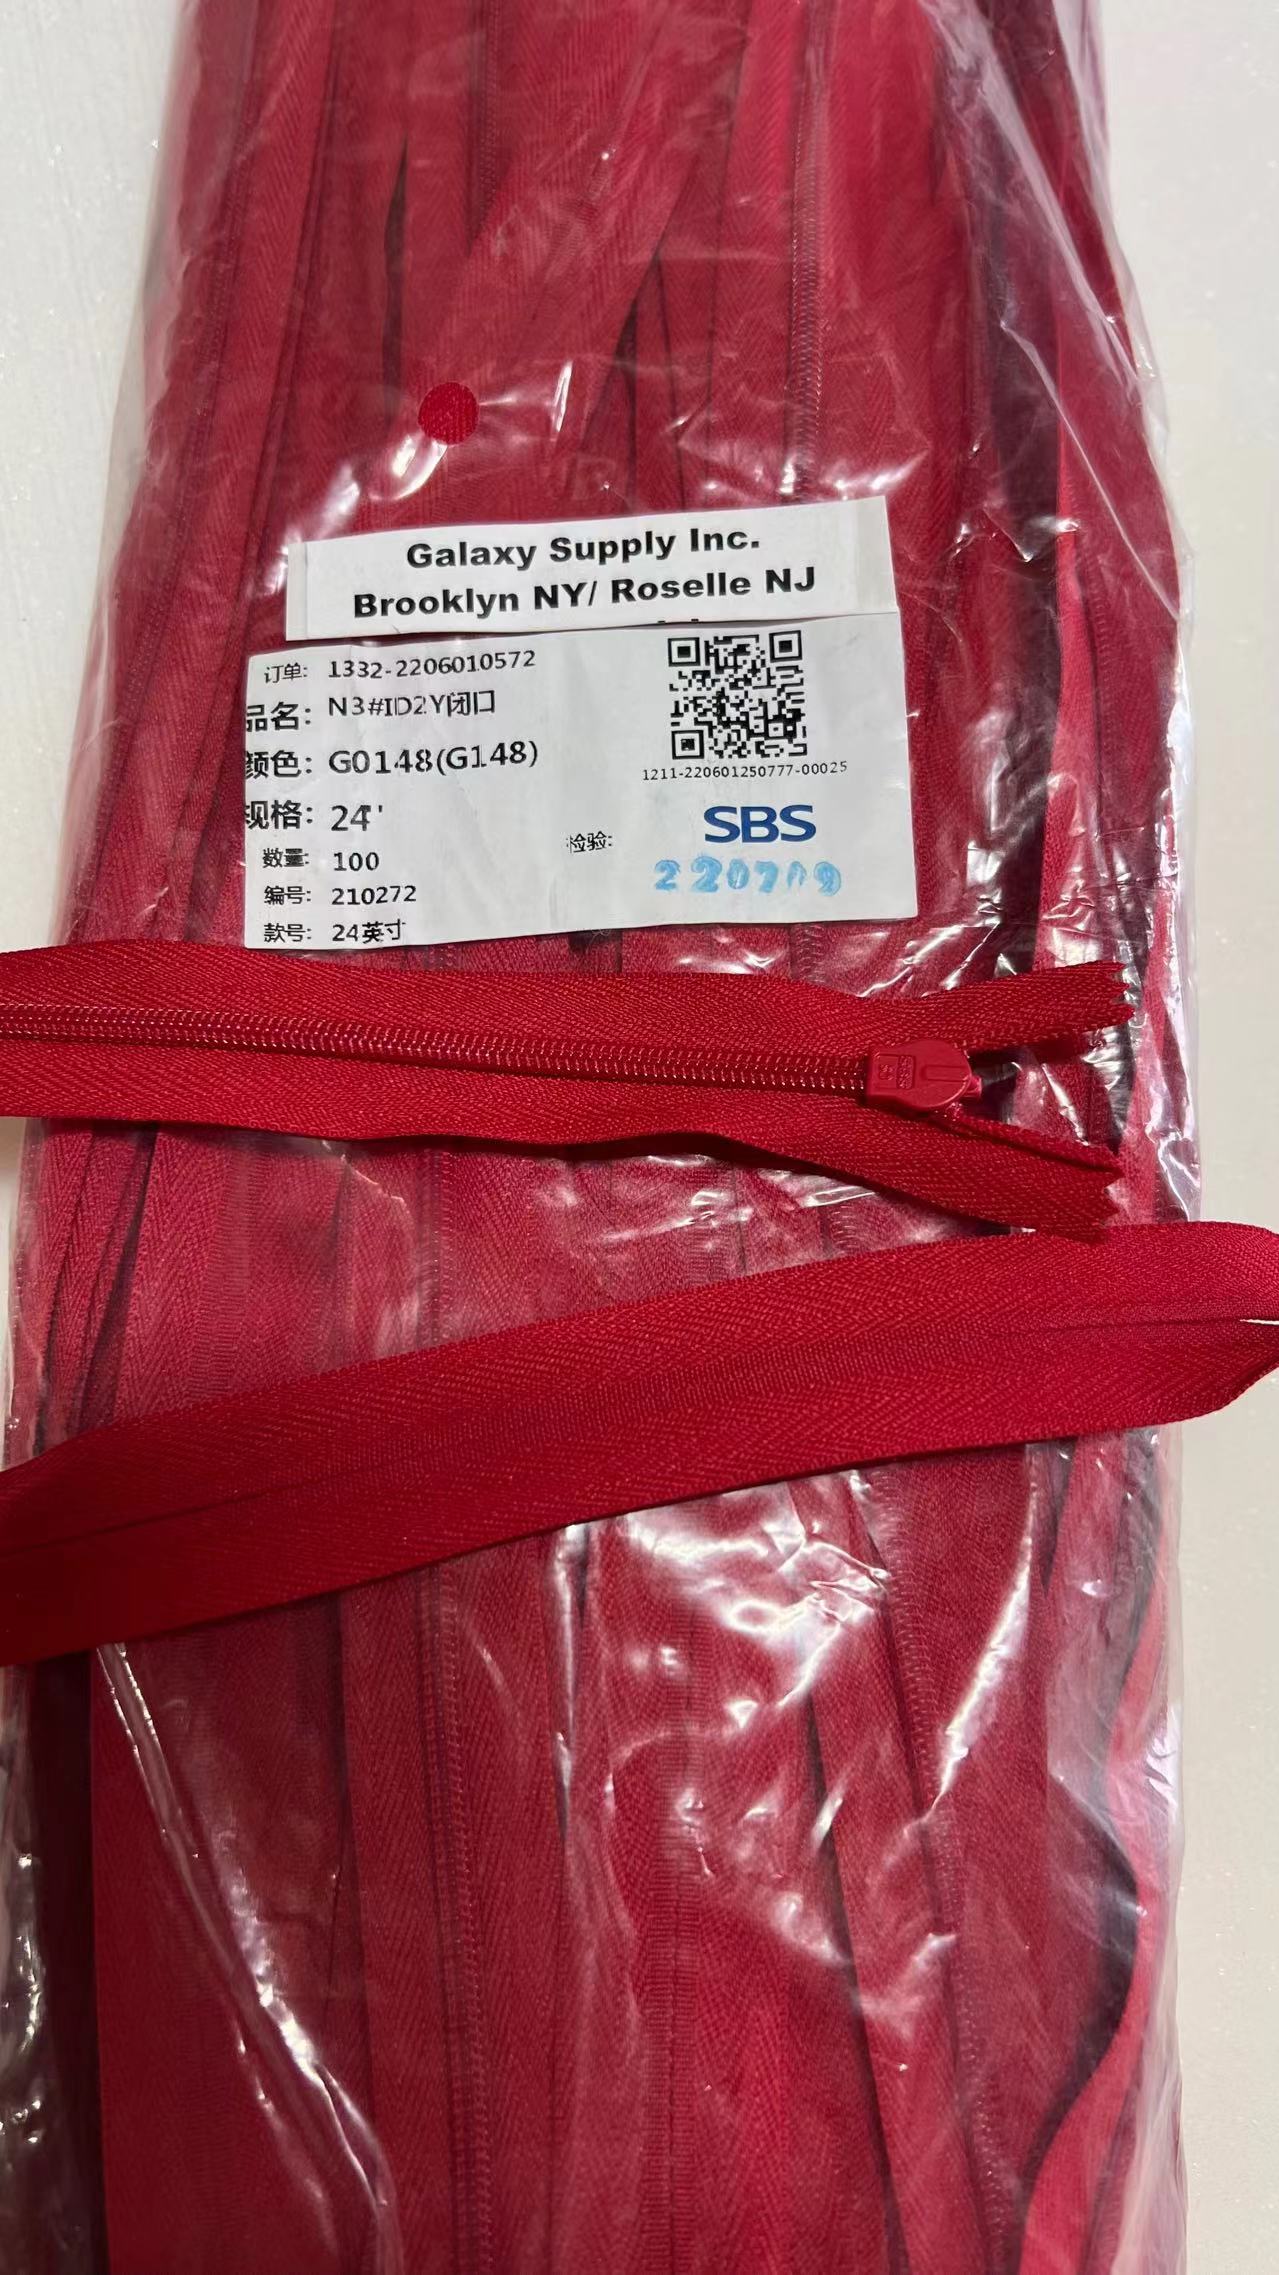 Galaxy Supply Inc.
Brooklyn NY/ Roselle NJ
订单: 1332-2206010572
品名: N3#ID2Y闭口
颜色: G0148(G148)
规格: 24'
数量: 100
编号: 210272
款号: 24英寸
1211-220601250777-00025
SBS
检验:
220709